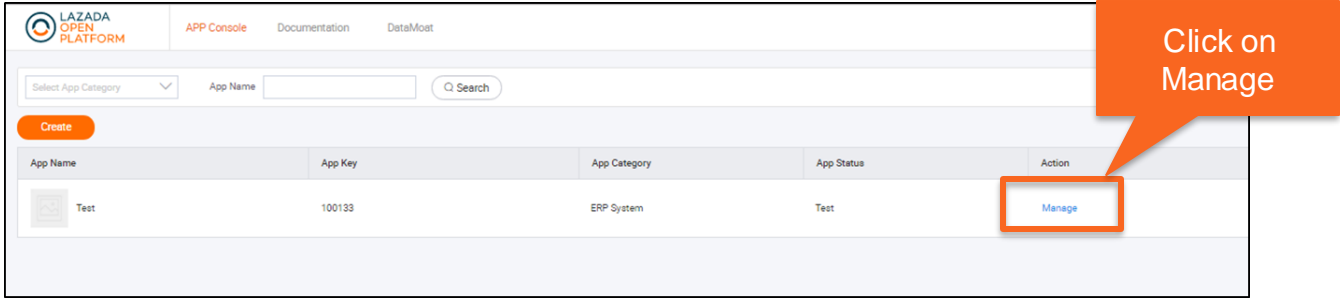 LAZADA
OPEN
PLATFORM
APP Console
Documentation
DataMoat
Click on
Manage
Select App Category
App Name
Search
Create
App Name
App Key
App Category
App Status
Action
Test
100133
ERP System
Test
Manage